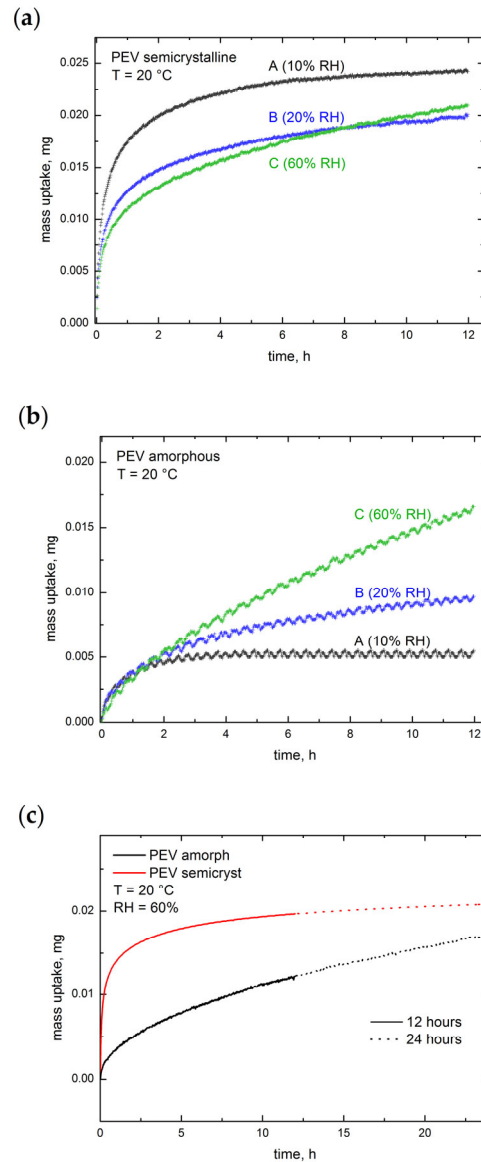 (a)
PEV semicrystalline
T = 20 °C
A (10% RH)
B (20% RH)
C (60% RH)
mass uptake, mg
0.025
0.020
0.015
0.010
0.005
0.000
0 2 4 6 8 10 12
time, h
(b)
PEV amorphous
T = 20 °C
C (60% RH)
B (20% RH)
A (10% RH)
mass uptake, mg
0.020
0.015
0.010
0.005
0.000
0 2 4 6 8 10 12
time, h
(c)
PEV amorph
PEV semicryst
T = 20 °C
RH = 60%
12 hours
24 hours
mass uptake, mg
0.02
0.01
0.00
0 5 10 15 20
time, h